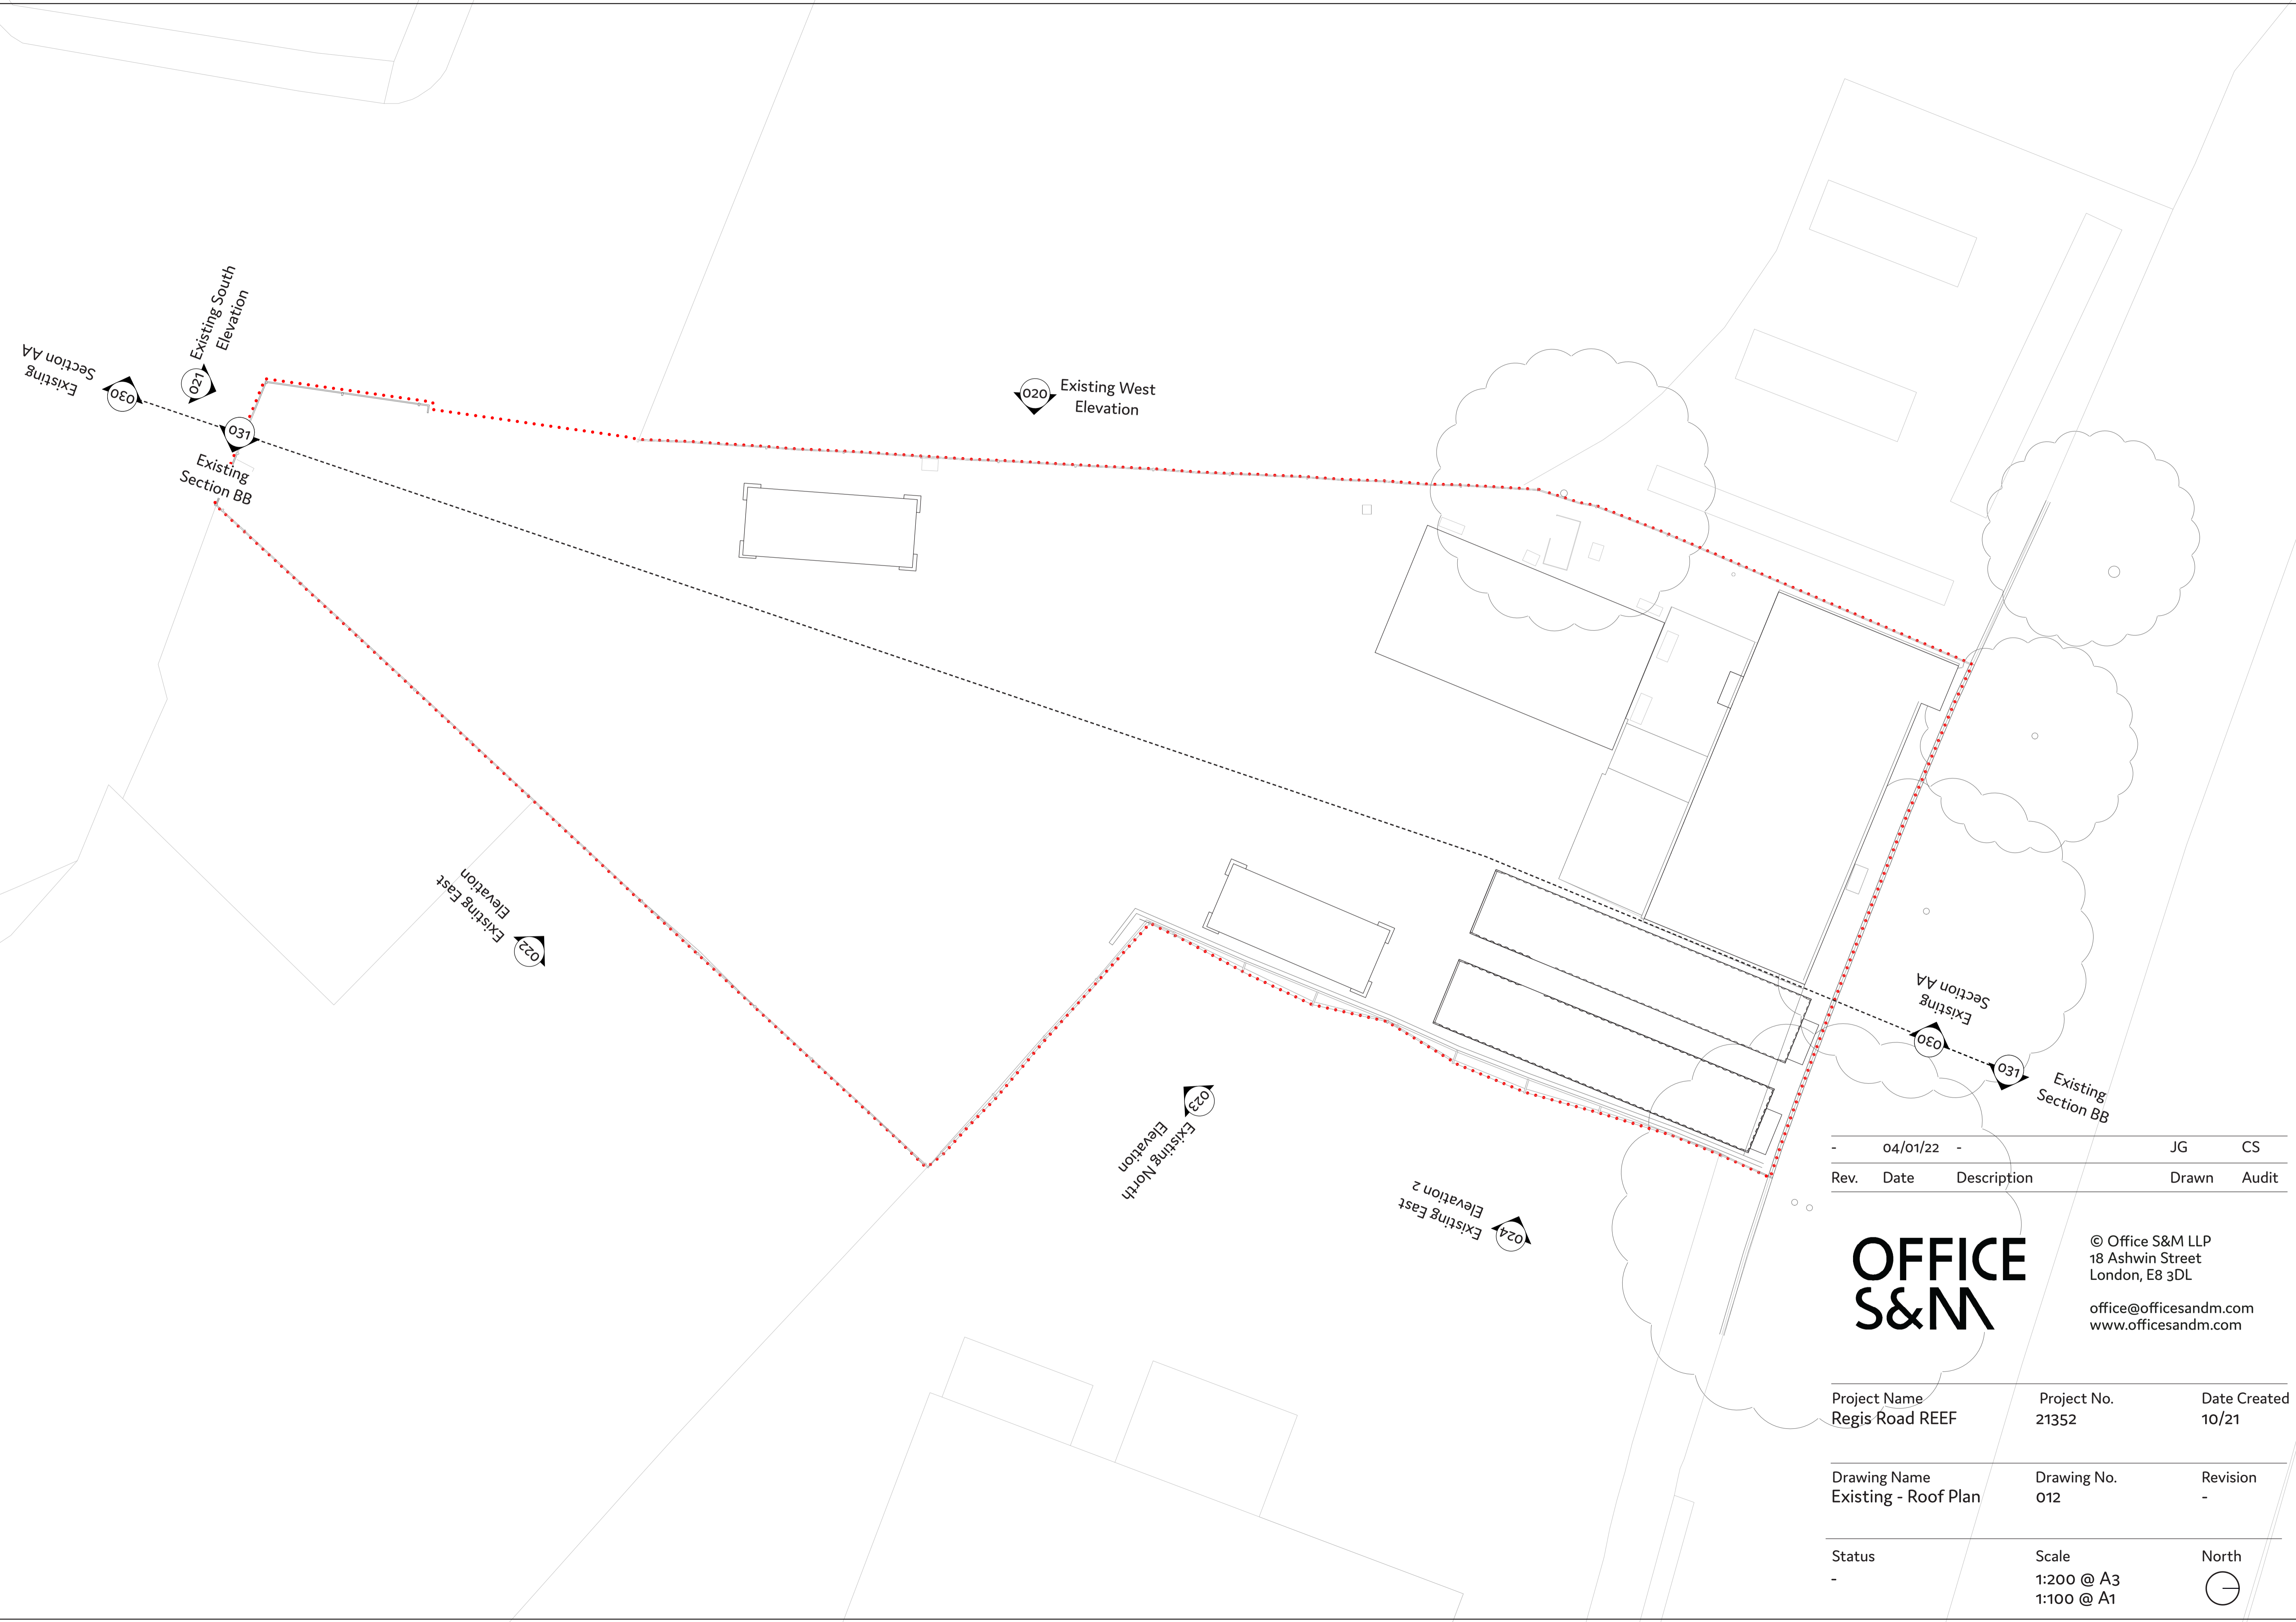 Existing South
Elevation
021
Existing
Section AA
030
031
Existing
Section BB
020
Existing West
Elevation
Existing East
Elevation
022
023
Existing North
Elevation
Existing East
Elevation 2
024
Existing
Section AA
030
031
Existing
Section BB
- 04/01/22 - JG CS
Rev. Date Description Drawn Audit
OFFICE
S&M
© Office S&M LLP
18 Ashwin Street
London, E8 3DL
office@officesandm.com
www.officesandm.com
Project Name Project No. Date Created
Regis Road REEF 21352 10/21
Drawing Name Drawing No. Revision
Existing - Roof Plan 012 -
Status Scale North
- 1:200 @ A3
1:100 @ A1